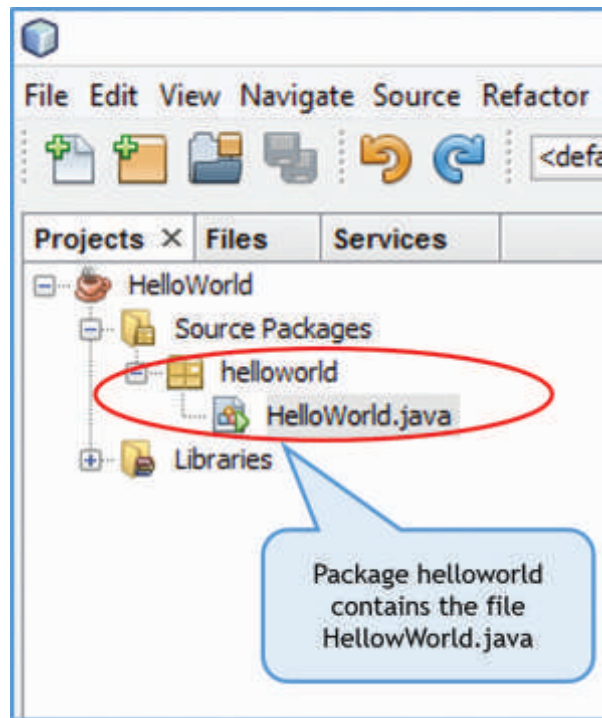 File Edit View Navigate Source Refactor
<defa
Projects × Files Services
HelloWorld
Source Packages
helloworld
HelloWorld.java
Libraries
Package helloworld
contains the file
HellowWorld.java